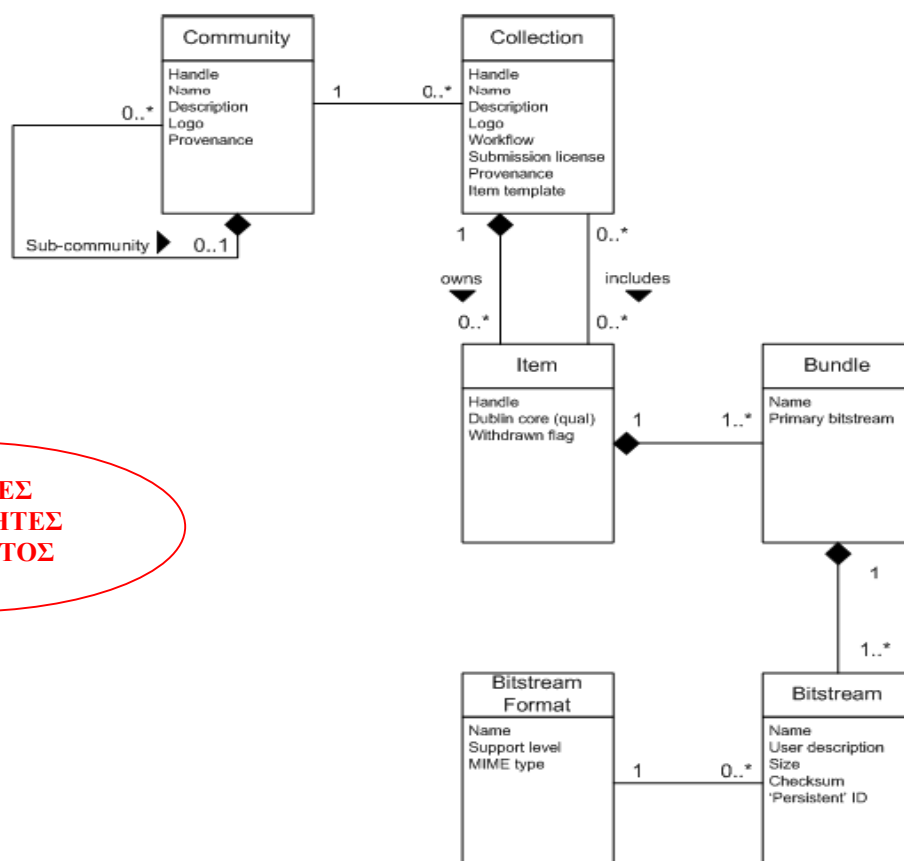 Community
Handle
Name
Description
Logo
Provenance
1
0..*
0..*
Sub-community
0..1
Collection
Handle
Name
Description
Logo
Workflow
Submission license
Provenance
Item template
1
0..*
owns
includes
0..*
0..*
Item
Handle
Dublin core (qual)
Withdrawn flag
1
1..*
Bundle
Name
Primary bitstream
1
1..*
ΕΣ
ΗΤΕΣ
ΤΟΣ
Bitstream
Format
Name
Support level
MIME type
1
0..*
Bitstream
Name
User description
Size
Checksum
'Persistent' ID